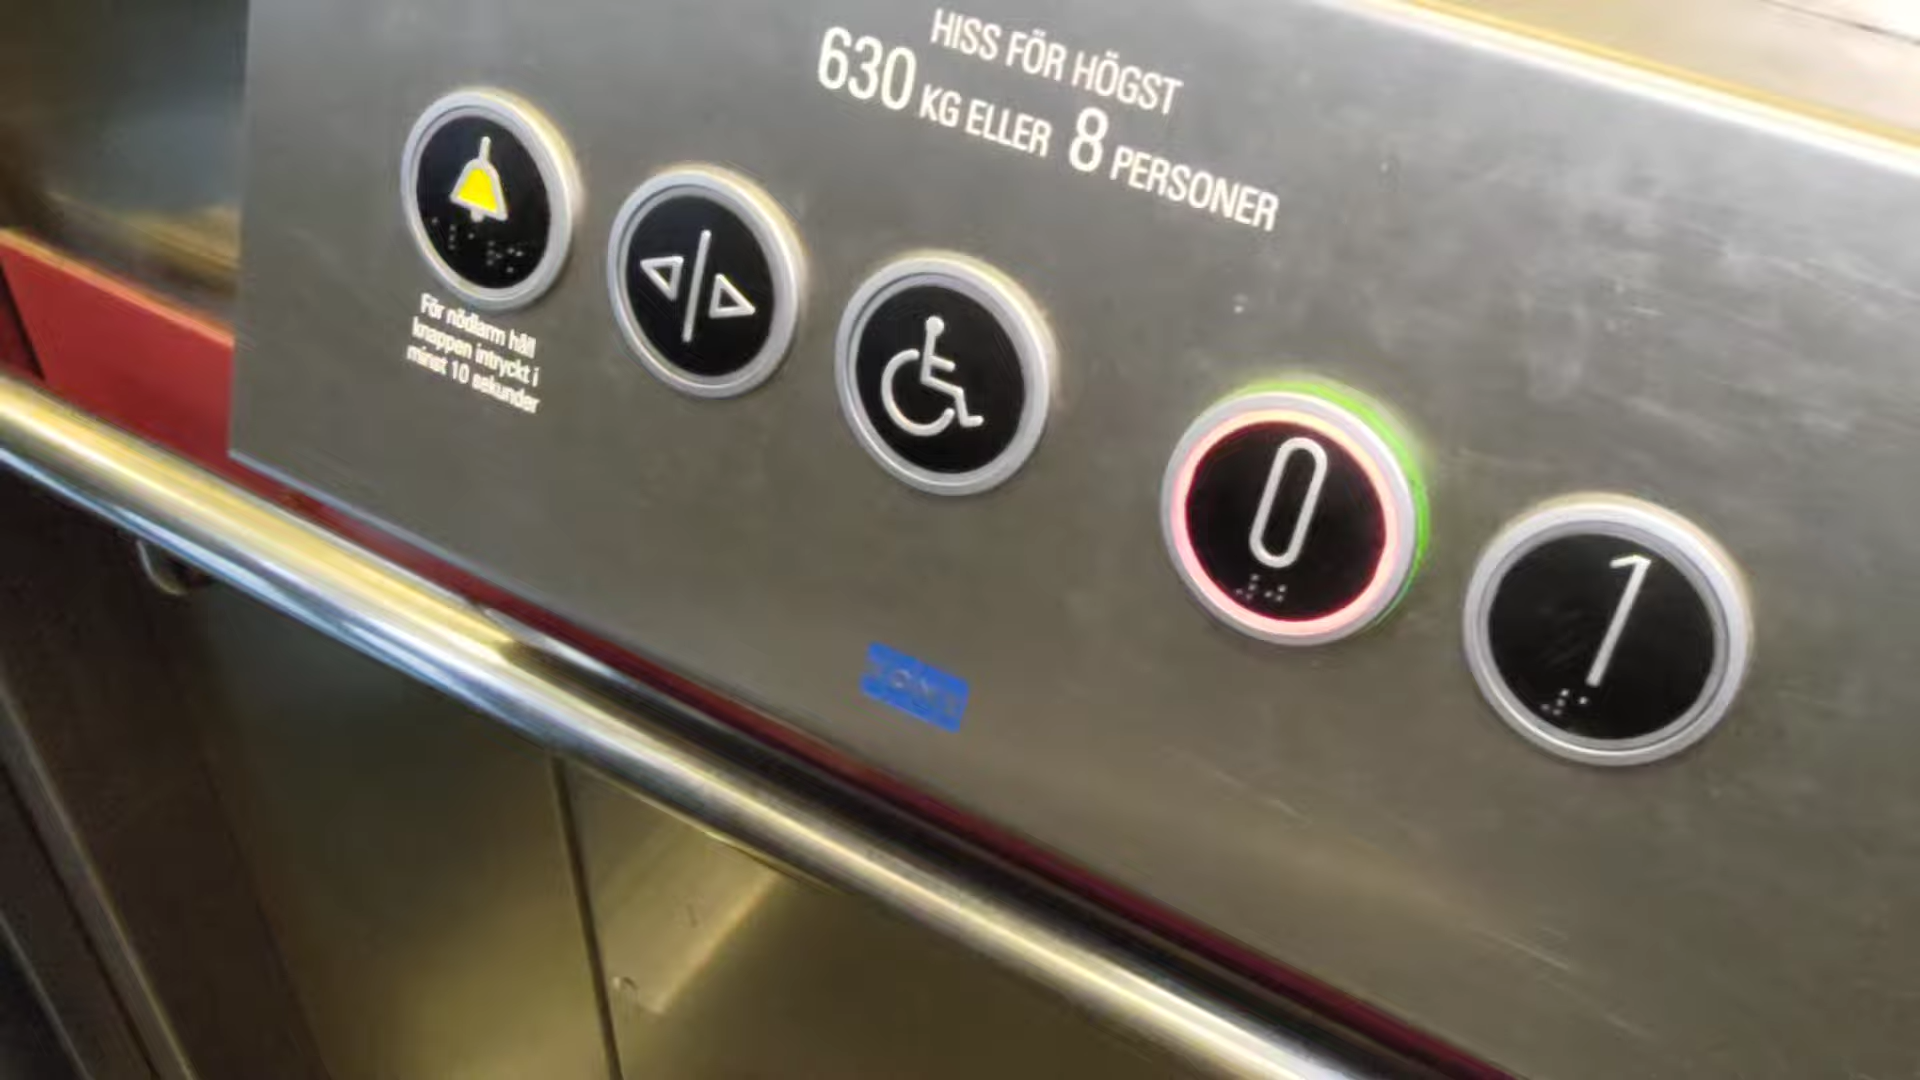 HISS FÖR HÖGST
630 KG ELLER 8 PERSONER
För nödlarm håll
knappen intryckt i
minst 10 sekunder
0
1